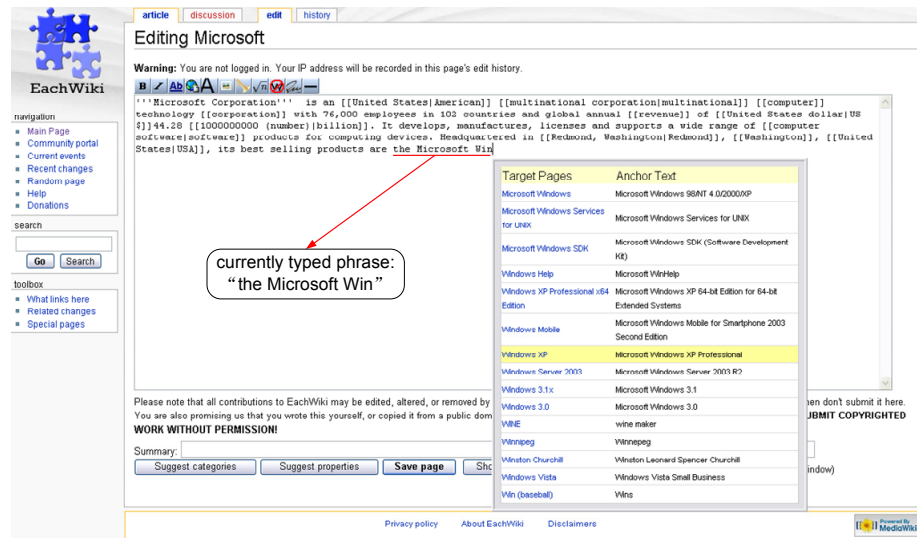 article discussion edit history
Editing Microsoft
EachWiki
Warning: You are not logged in. Your IP address will be recorded in this page's edit history.
B I Ab A √n W
'''Microsoft Corporation''' is an [[United States|American]] [[multinational corporation|multinational]] [[computer]]
technology [[corporation]] with 76,000 employees in 102 countries and global annual [[revenue]] of [[United States dollar|US
$]]44.28 [[1000000000 (number)|billion]]. It develops, manufactures, licenses and supports a wide range of [[computer
software|software]] products for computing devices. Headquartered in [[Redmond, Washington|Redmond]], [[Washington]], [[United
States|USA]], its best selling products are the Microsoft Win
navigation
Main Page
Community portal
Current events
Recent changes
Random page
Help
Donations
search
Go Search
toolbox
What links here
Related changes
Special pages
currently typed phrase:
“the Microsoft Win”
Target Pages Anchor Text
Microsoft Windows Microsoft Windows 98/NT 4.0/2000/XP
Microsoft Windows Services
for UNIX
Microsoft Windows Services for UNIX
Microsoft Windows SDK
Microsoft Windows SDK (Software Development
Kit)
Windows Help Microsoft WinHelp
Windows XP Professional x64
Edition
Microsoft Windows XP 64-bit Edition for 64-bit
Extended Systems
Windows Mobile
Microsoft Windows Mobile for Smartphone 2003
Second Edition
Windows XP Microsoft Windows XP Professional
Windows Server 2003 Microsoft Windows Server 2003 R2
Windows 3.1x Microsoft Windows 3.1
Windows 3.0 Microsoft Windows 3.0
WINE wine maker
Winnipeg Winnepeg
Winston Churchill Winston Leonard Spencer Churchill
Windows Vista Windows Vista Small Business
Win (baseball) Wins
Please note that all contributions to EachWiki may be edited, altered, or removed by
hen don't submit it here.
You are also promising us that you wrote this yourself, or copied it from a public dom
UBMIT COPYRIGHTED
WORK WITHOUT PERMISSION!
Summary:
Suggest categories Suggest properties Save page Sho
indow)
Privacy policy About EachWiki Disclaimers
Powered By
MediaWiki